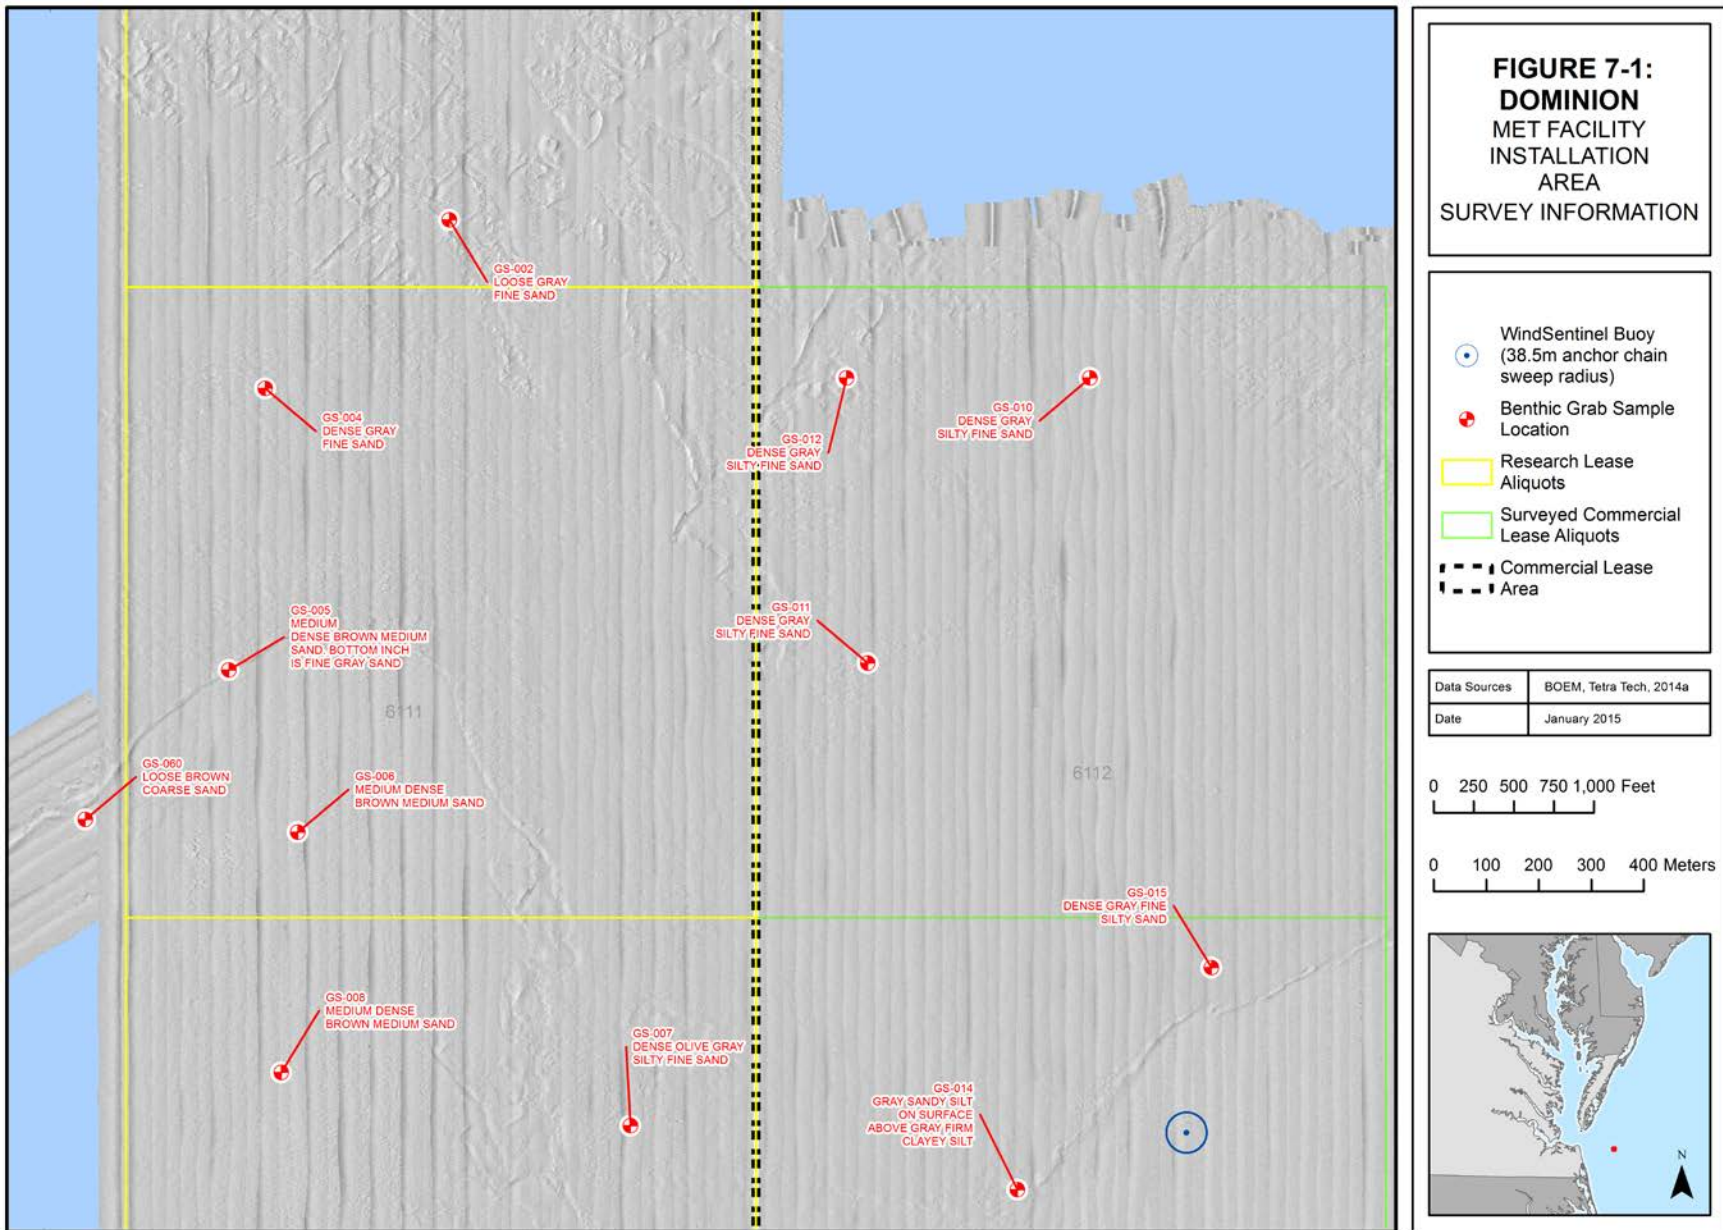 GS-002
LOOSE GRAY
FINE SAND
GS-004
DENSE GRAY
FINE SAND
GS-012
DENSE GRAY
SILTY FINE SAND
GS-010
DENSE GRAY
SILTY FINE SAND
GS-005
MEDIUM
DENSE BROWN MEDIUM
SAND. BOTTOM INCH
IS FINE GRAY SAND
GS-011
DENSE GRAY
SILTY FINE SAND
6111
GS-060
LOOSE BROWN
COARSE SAND
GS-006
MEDIUM DENSE
BROWN MEDIUM SAND
6112
GS-015
DENSE GRAY FINE
SILTY SAND
GS-008
MEDIUM DENSE
BROWN MEDIUM SAND
GS-007
DENSE OLIVE GRAY
SILTY FINE SAND
GS-014
GRAY SANDY SILT
ON SURFACE
ABOVE GRAY FIRM
CLAYEY SILT
FIGURE 7-1:
DOMINION
MET FACILITY
INSTALLATION
AREA
SURVEY INFORMATION
WindSentinel Buoy
(38.5m anchor chain
sweep radius)
Benthic Grab Sample
Location
Research Lease
Aliquots
Surveyed Commercial
Lease Aliquots
Commercial Lease
Area
Data Sources BOEM, Tetra Tech, 2014a
Date January 2015
0 250 500 750 1,000 Feet
0 100 200 300 400 Meters
N